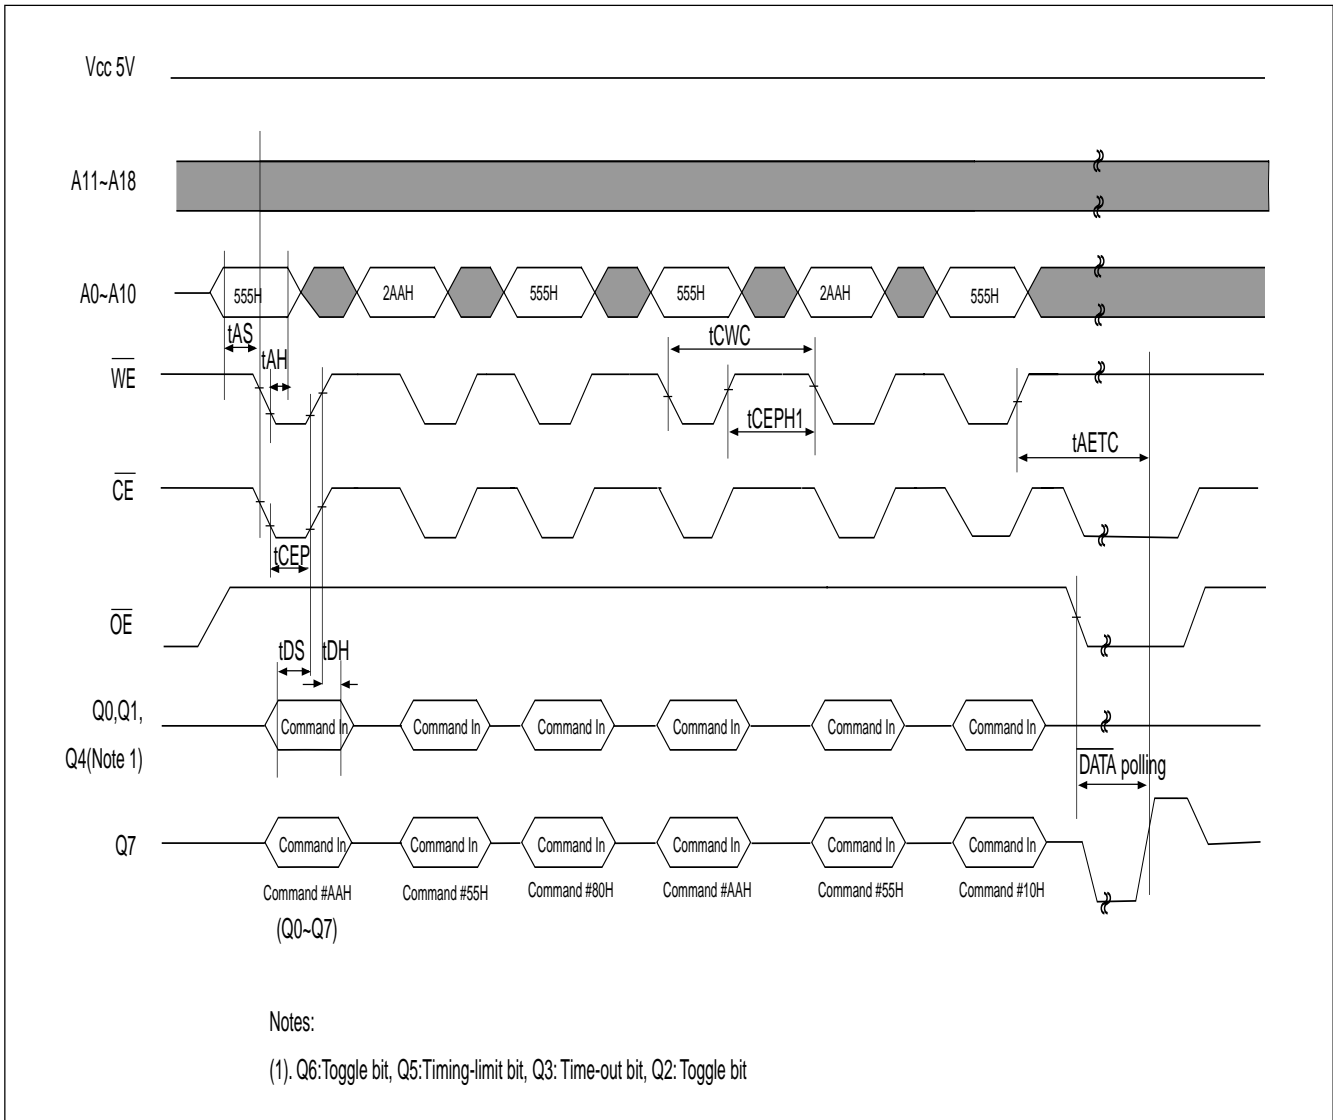 Vcc 5V
A11~A18
A0~A10
555H
2AAH
555H
555H
2AAH
555H
tAS
tAH
tCWC
WE
tCEPH1
tAETC
CE
tCEP
OE
tDS
tDH
Q0,Q1,
Q4(Note 1)
Command In
Command In
Command In
Command In
Command In
Command In
DATA polling
Q7
Command In
Command In
Command In
Command In
Command In
Command In
Command #AAH
Command #55H
Command #80H
Command #AAH
Command #55H
Command #10H
(Q0~Q7)
Notes:
(1). Q6:Toggle bit, Q5:Timing-limit bit, Q3: Time-out bit, Q2: Toggle bit